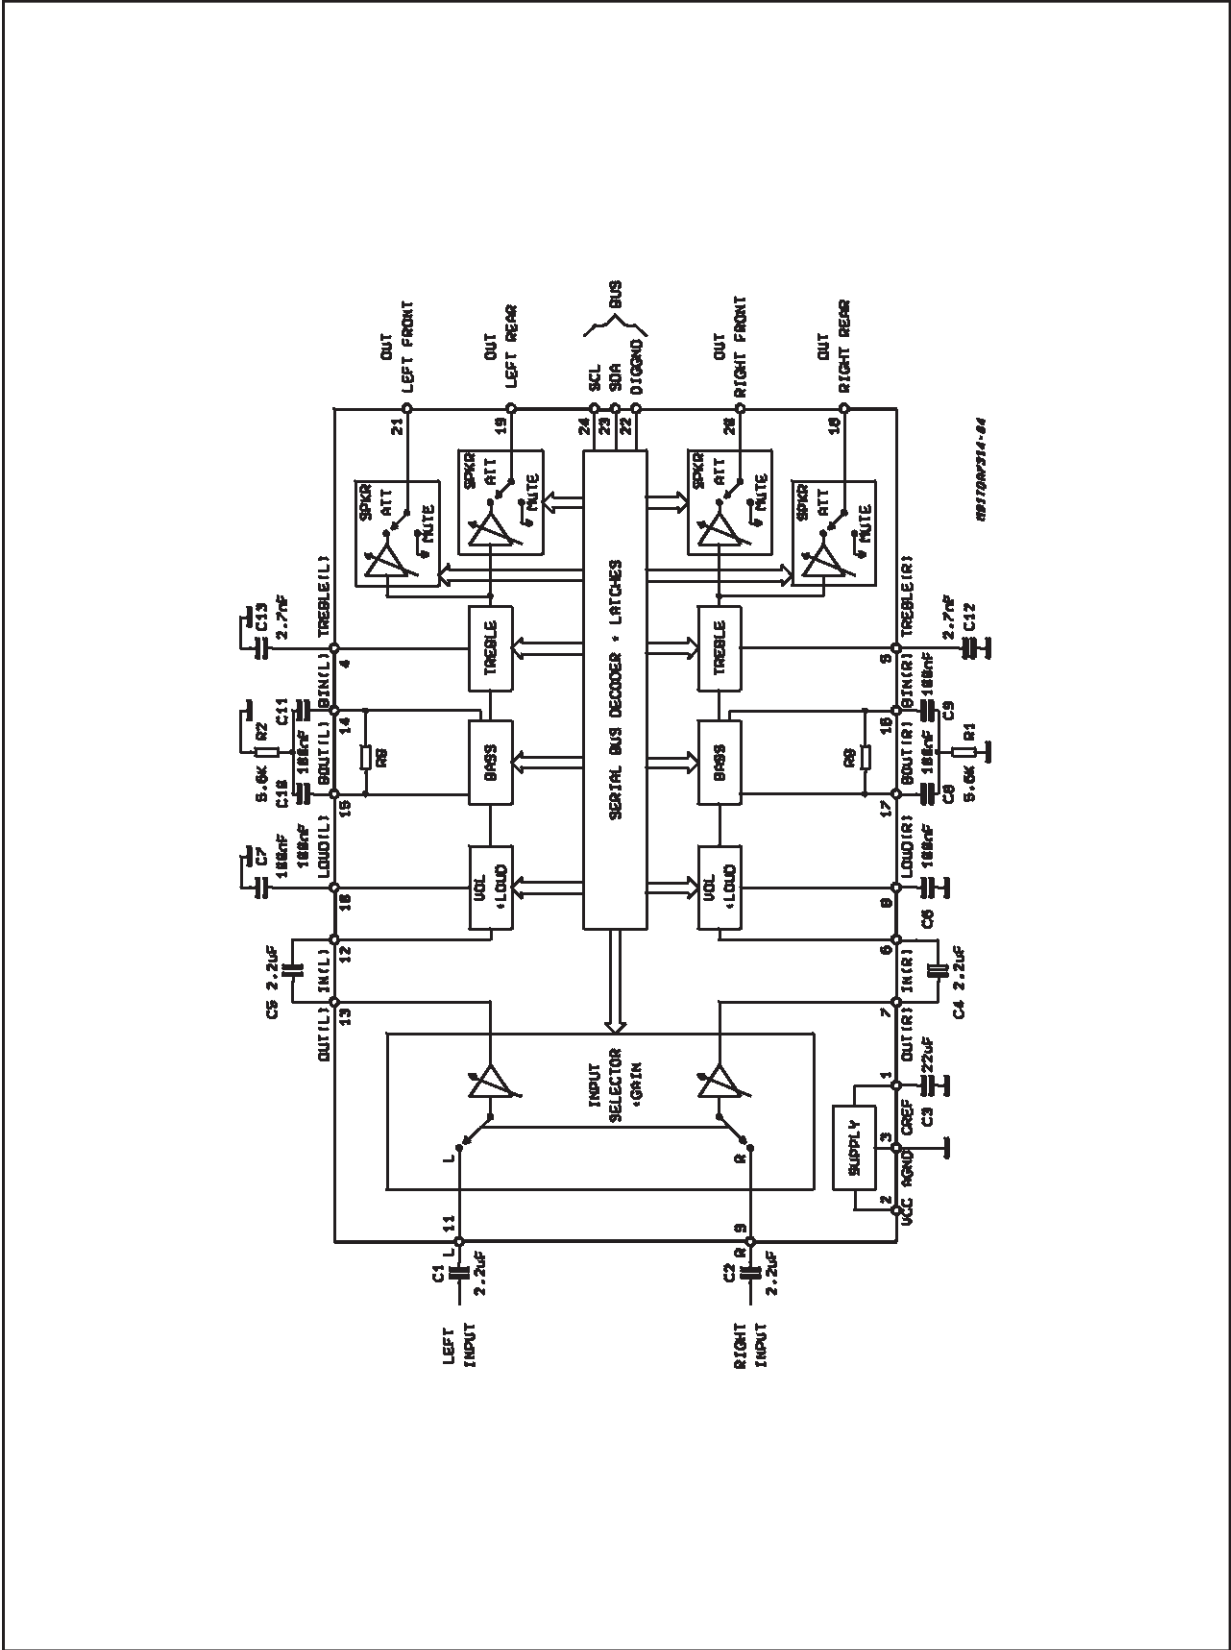 C5 2.2uF
C7
100nF
C10
100nF
5.6K
R2
C11
100nF
C13
2.7nF
OUT(L)
IN(L)
LOUD(L)
BOUT(L)
BIN(L)
TREBLE(L)
13
12
10
15
14
4
RB
SPKR
ATT
MUTE
21
OUT
LEFT FRONT
LEFT
INPUT
C1
2.2uF
L
11
L
VOL
+LOUD
BASS
TREBLE
SPKR
ATT
MUTE
19
OUT
LEFT REAR
INPUT
SELECTOR
+GAIN
SERIAL BUS DECODER + LATCHES
24
23
22
SCL
SDA
DIGGND
BUS
RIGHT
INPUT
C2
2.2uF
R
9
R
VOL
+LOUD
BASS
TREBLE
SPKR
ATT
MUTE
20
OUT
RIGHT FRONT
SUPPLY
RB
SPKR
ATT
MUTE
18
OUT
RIGHT REAR
2
3
1
7
6
8
17
16
5
VCC
AGND
CREF
OUT(R)
IN(R)
LOUD(R)
BOUT(R)
BIN(R)
TREBLE(R)
C3
22uF
C4 2.2uF
C6
100nF
C8
100nF
C9
100nF
5.6K
R1
2.7nF
C12